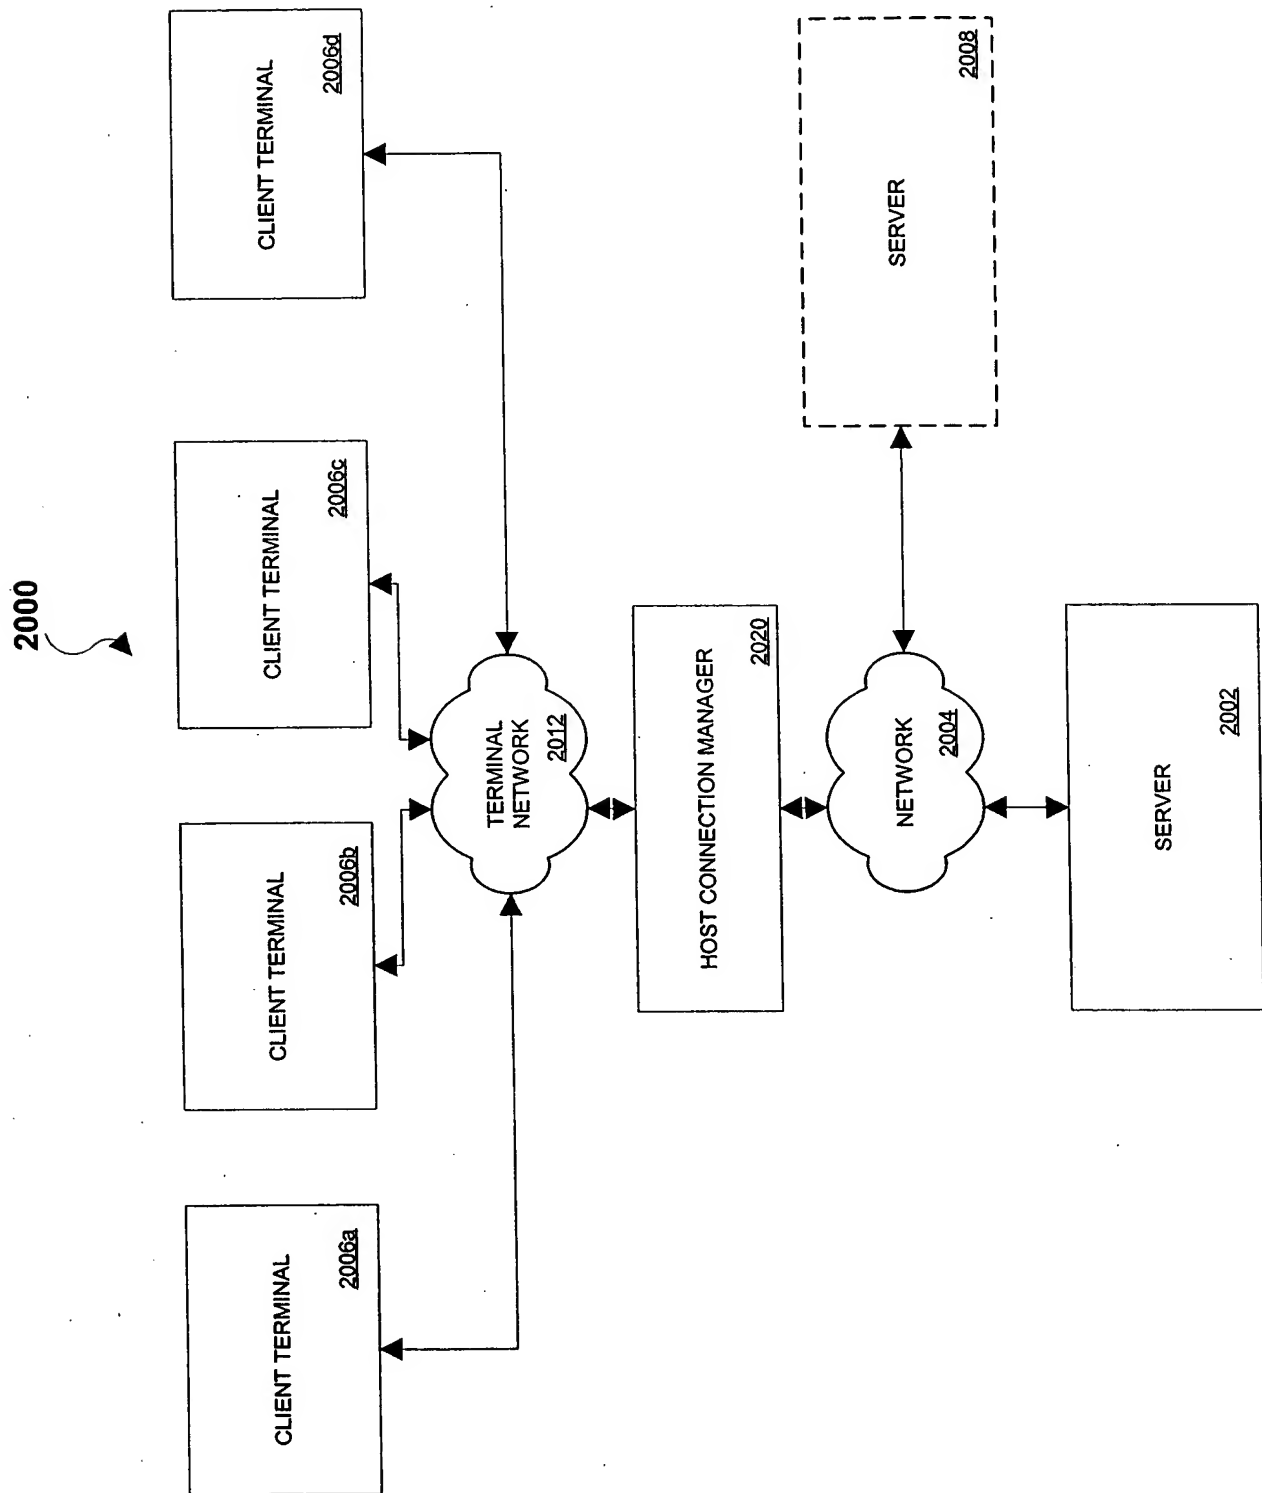 2000
CLIENT TERMINAL
2006a
CLIENT TERMINAL
2006b
CLIENT TERMINAL
2006c
CLIENT TERMINAL
2006d
TERMINAL
NETWORK
2012
HOST CONNECTION MANAGER
2020
NETWORK
2004
SERVER
2002
SERVER
2008